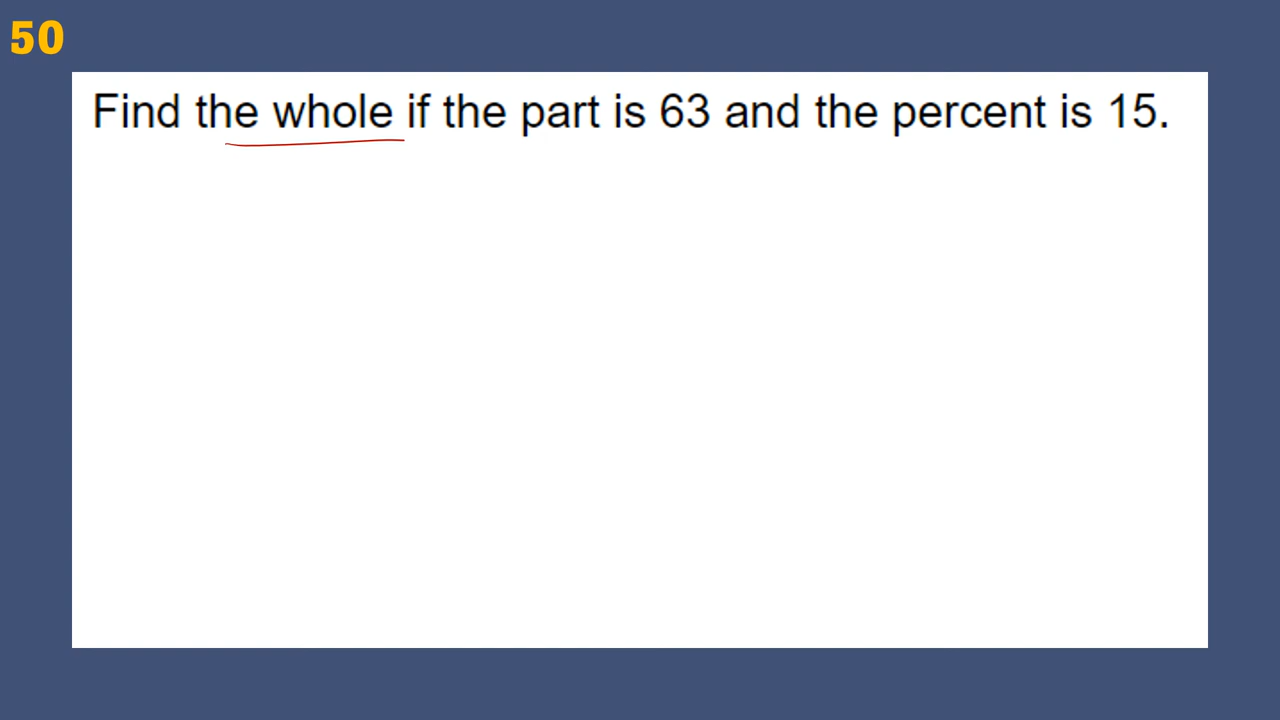 50
Find the whole if the part is 63 and the percent is 15.